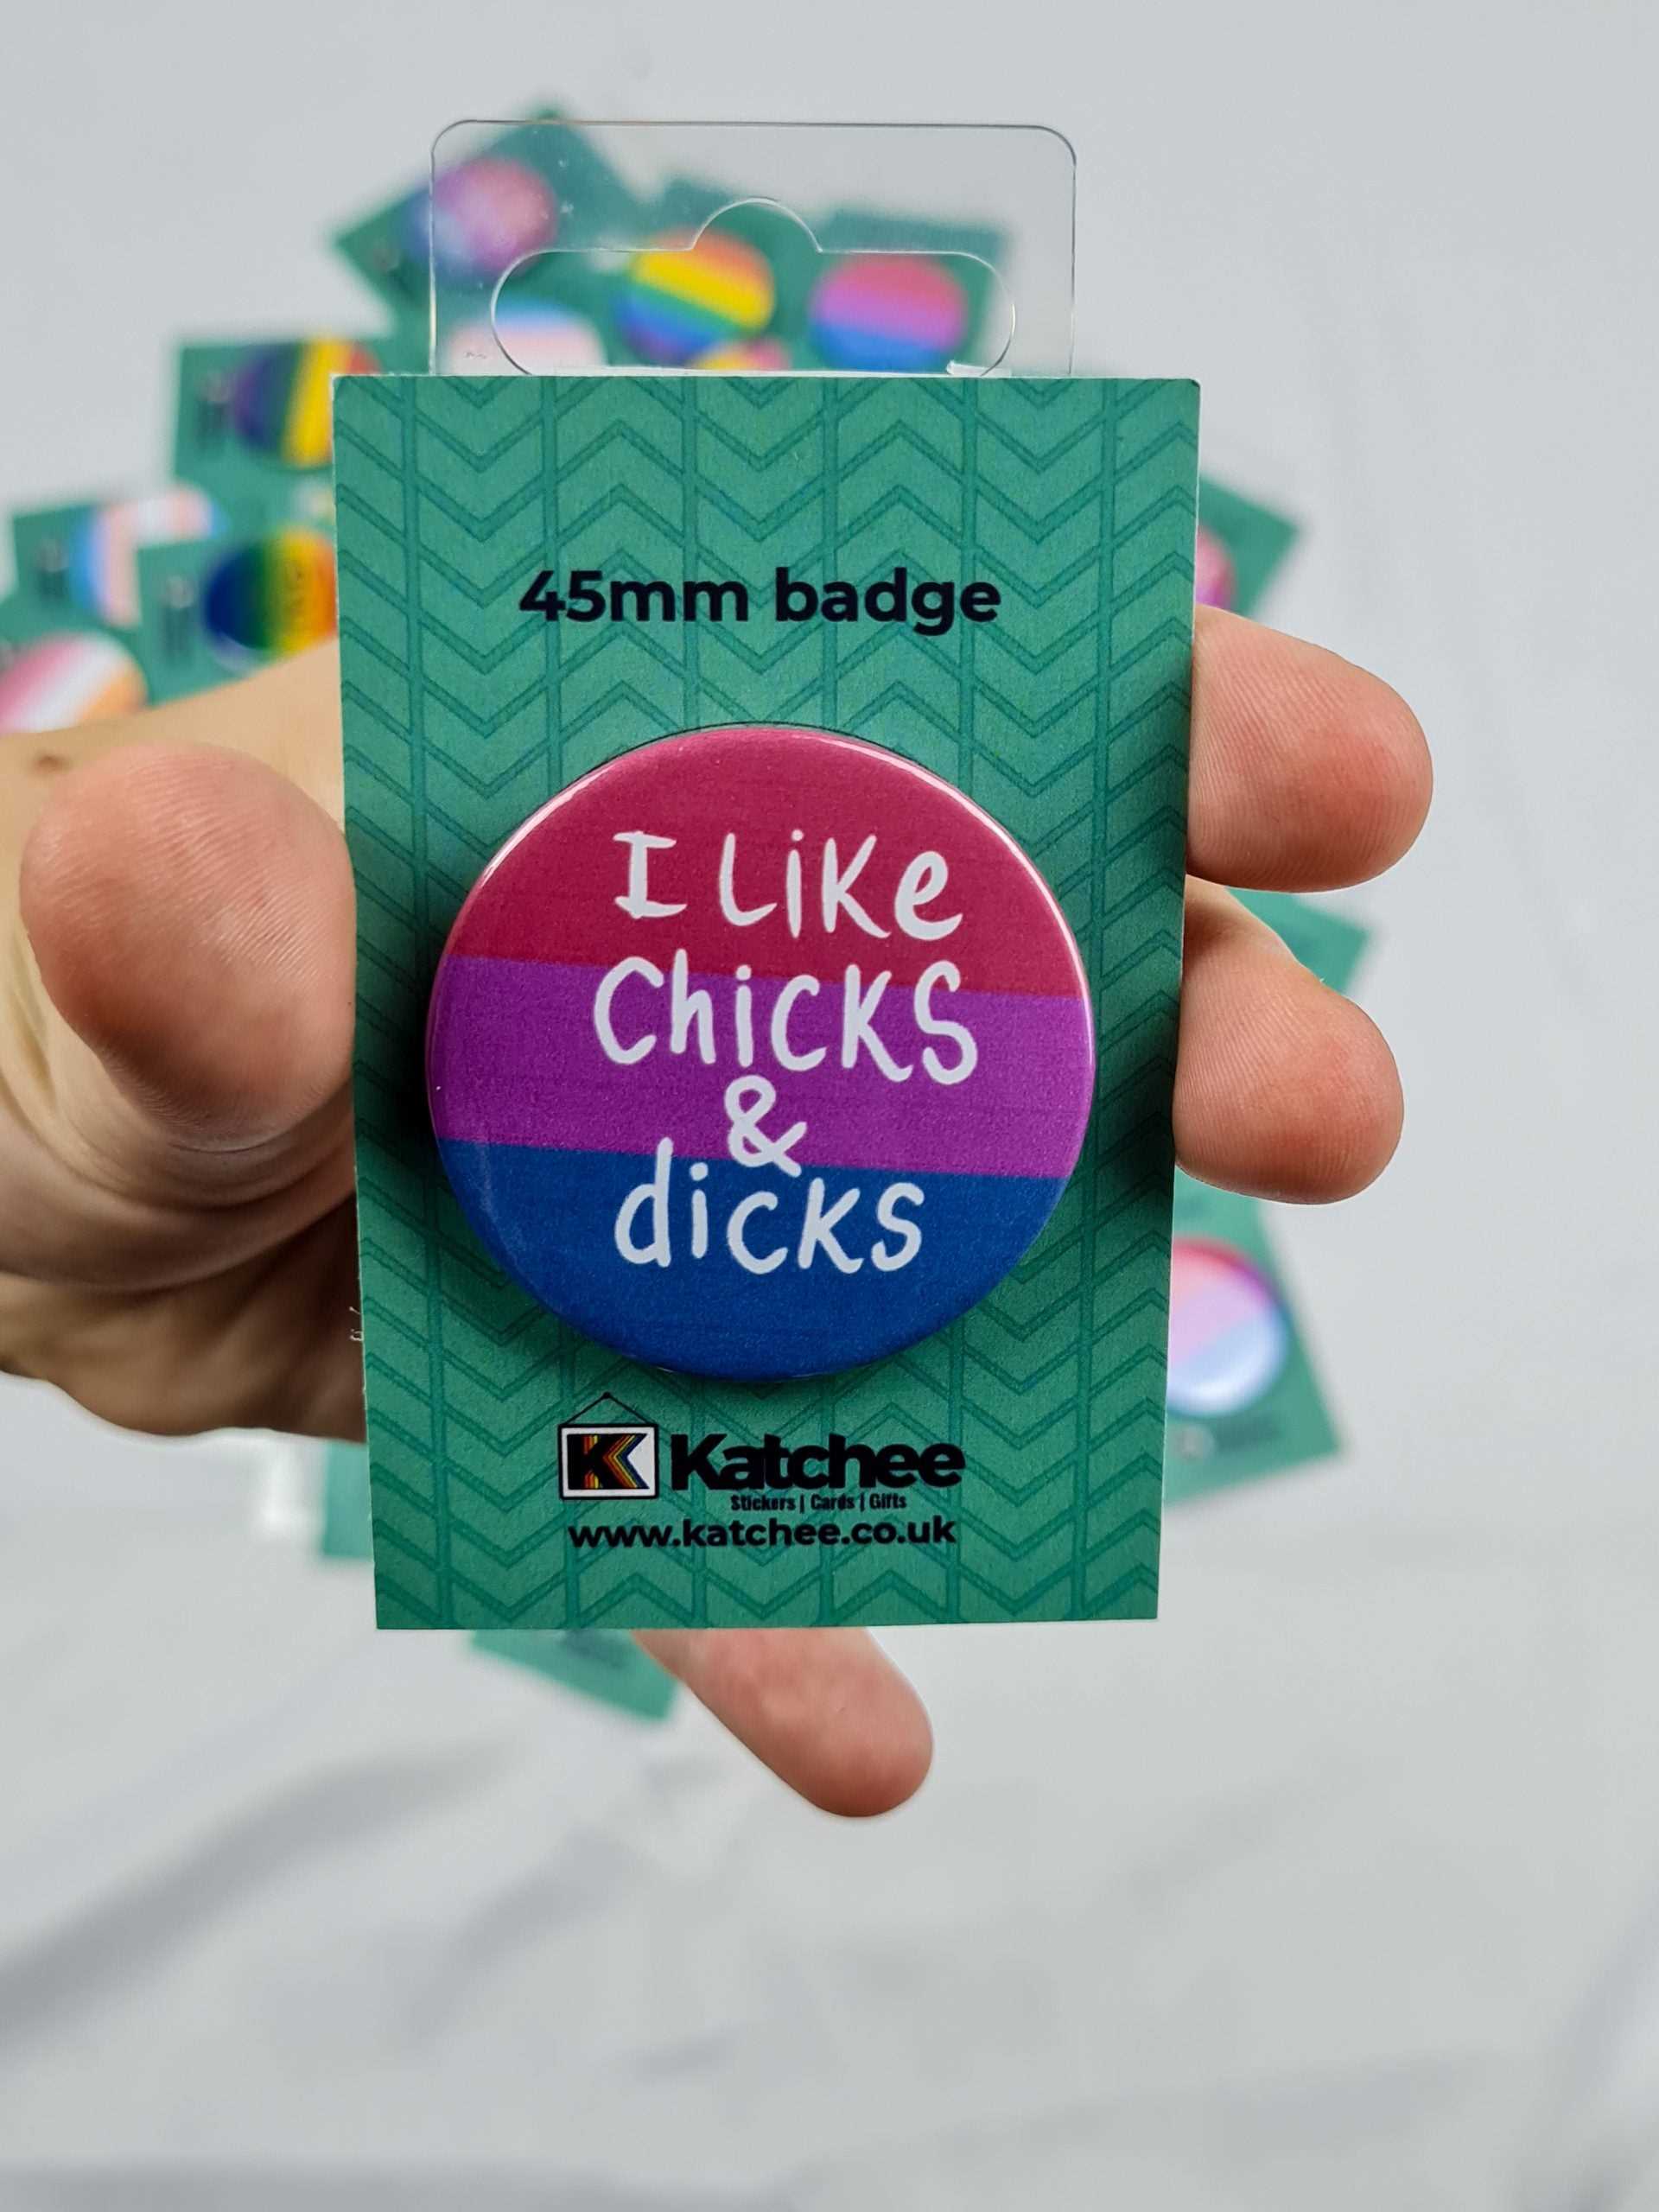 45mm badge
I Like
Chicks
&
dicks
K Katchee
Stickers | Cards | Gifts
www.katchee.co.uk